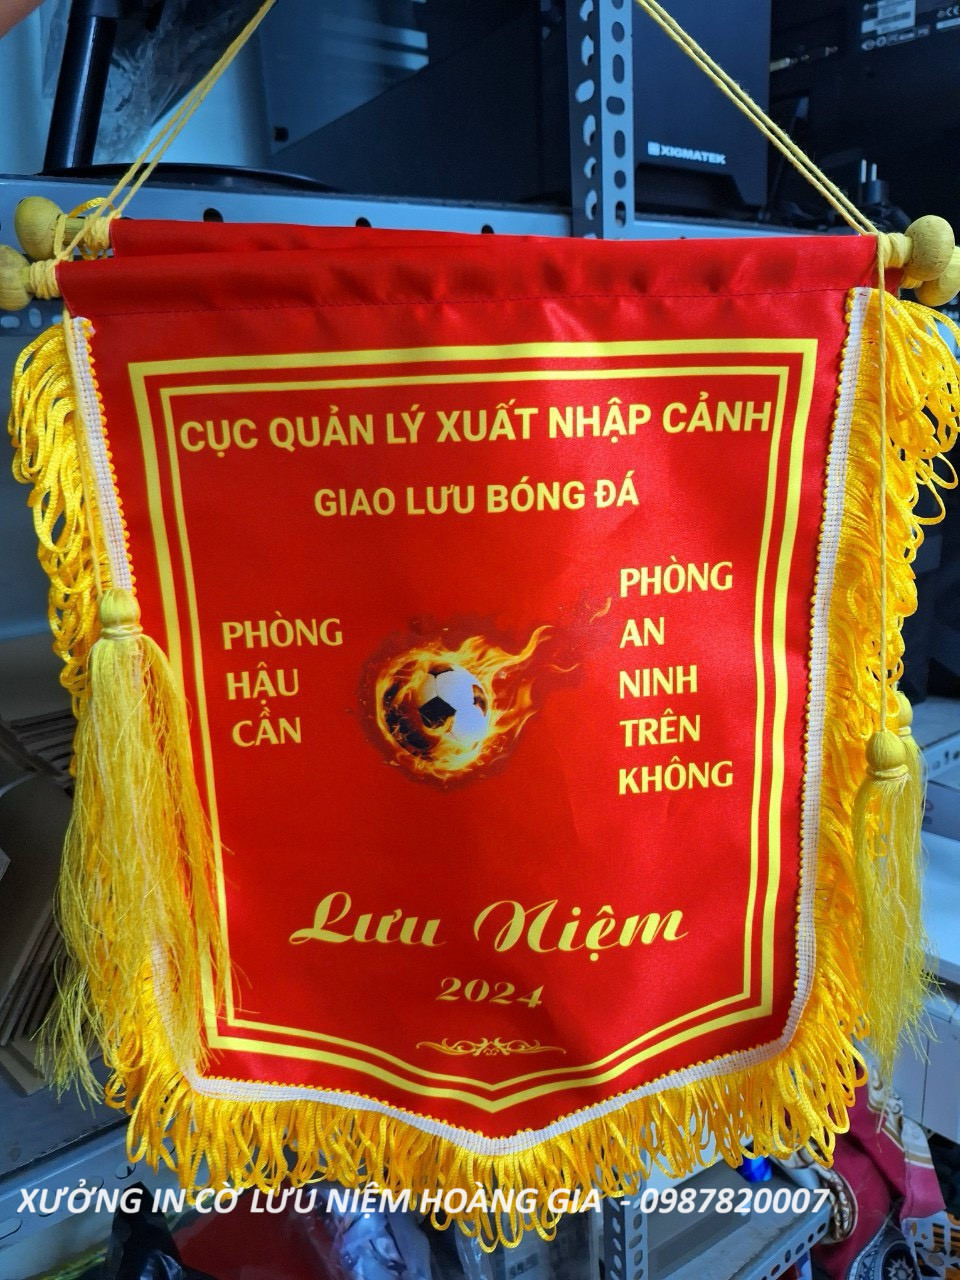 XIGMATEK
CỤC QUẢN LÝ XUẤT NHẬP CẢNH
GIAO LƯU BÓNG ĐÁ
PHÒNG
HẬU
CẦN
PHÒNG
AN
NINH
TRÊN
KHÔNG
Lưu Niệm
2024
XƯỞNG IN CỜ LƯU NIỆM HOÀNG GIA - 0987820007